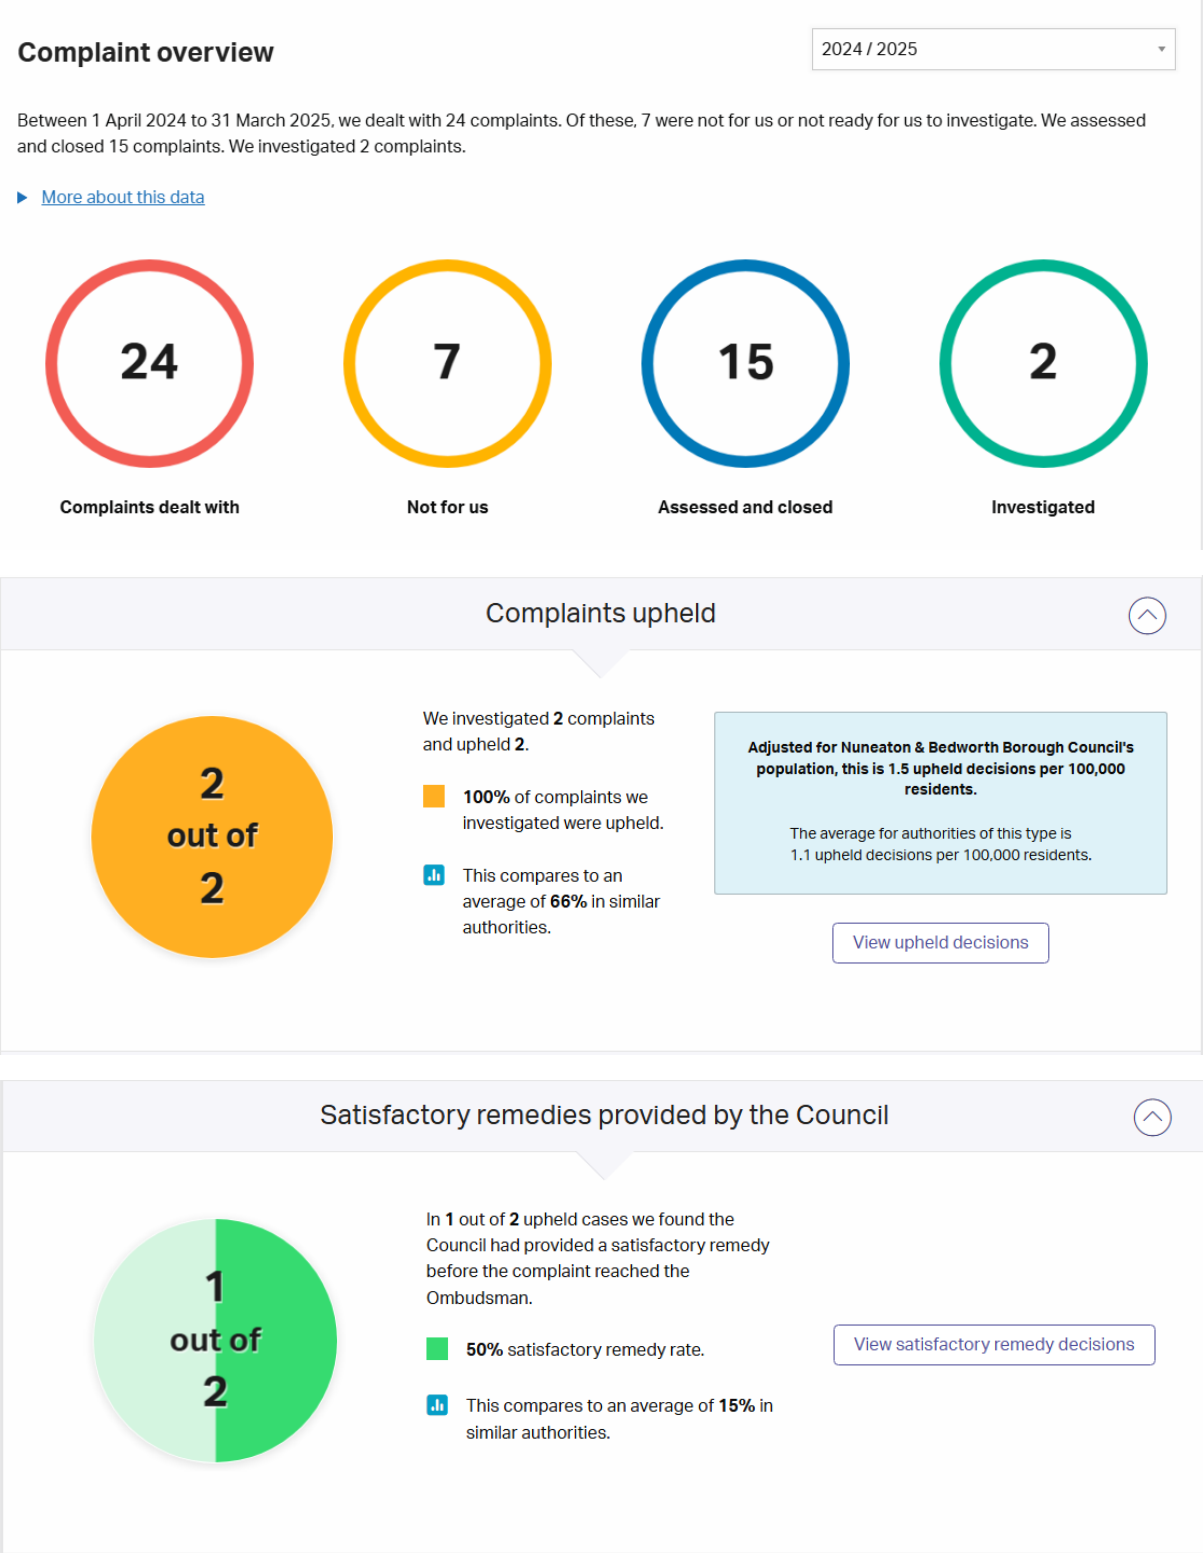 Complaint overview
2024 / 2025
Between 1 April 2024 to 31 March 2025, we dealt with 24 complaints. Of these, 7 were not for us or not ready for us to investigate. We assessed
and closed 15 complaints. We investigated 2 complaints.
More about this data
24
7
15
2
Complaints dealt with
Not for us
Assessed and closed
Investigated
Complaints upheld
2
out of
2
We investigated 2 complaints
and upheld 2.
100% of complaints we
investigated were upheld.
This compares to an
average of 66% in similar
authorities.
Adjusted for Nuneaton & Bedworth Borough Council's
population, this is 1.5 upheld decisions per 100,000
residents.
The average for authorities of this type is
1.1 upheld decisions per 100,000 residents.
View upheld decisions
Satisfactory remedies provided by the Council
1
out of
2
In 1 out of 2 upheld cases we found the
Council had provided a satisfactory remedy
before the complaint reached the
Ombudsman.
50% satisfactory remedy rate.
This compares to an average of 15% in
similar authorities.
View satisfactory remedy decisions